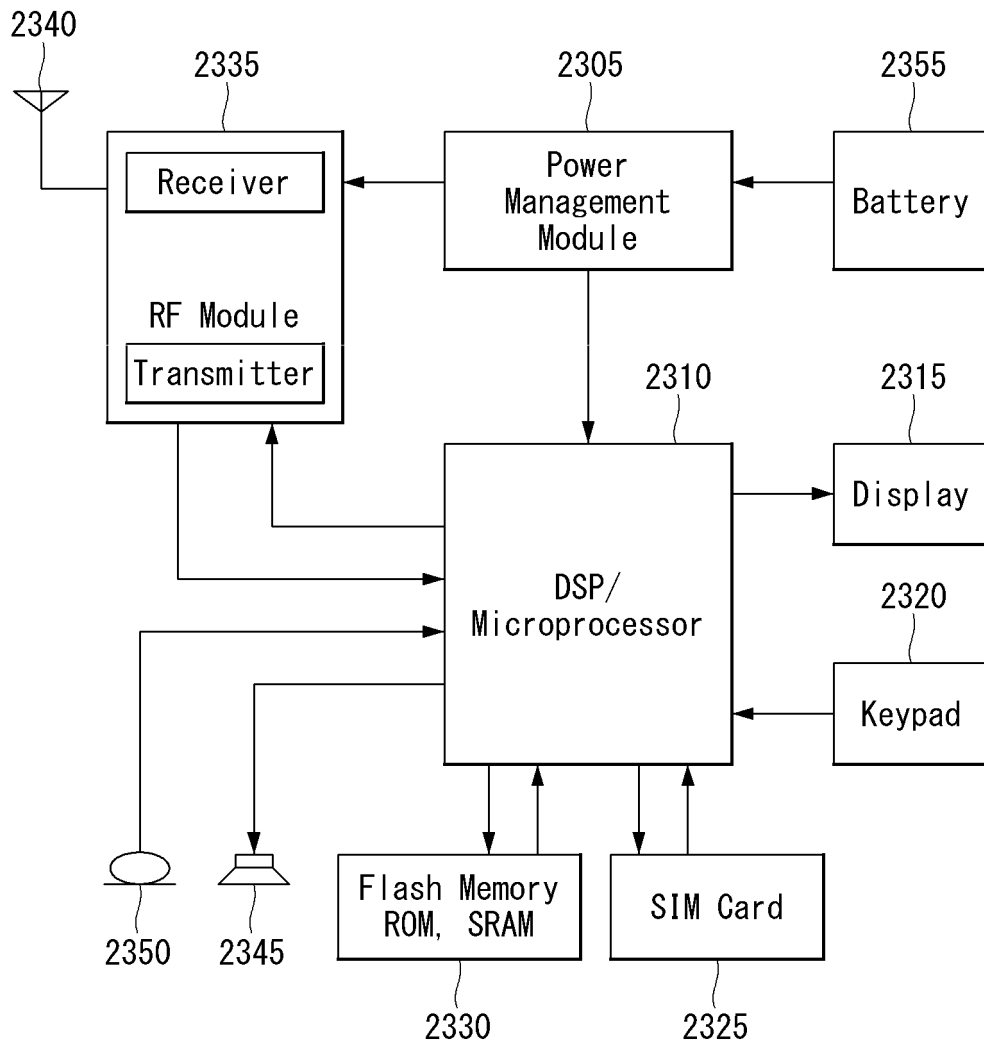 2340
2335
2305
2355
Receiver
RF Module
Transmitter
Power
Management
Module
Battery
2310
2315
DSP/
Microprocessor
Display
2320
Keypad
2350
2345
Flash Memory
ROM, SRAM
SIM Card
2330
2325